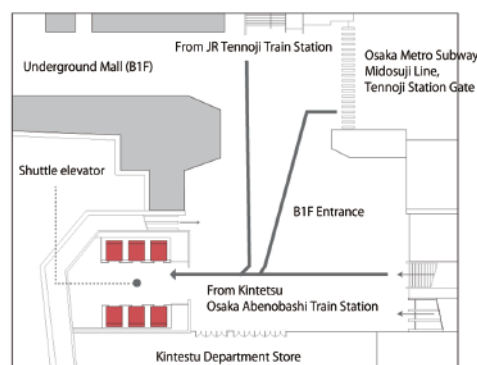 From JR Tennoji Train Station
Osaka Metro Subway
Midosuji Line,
Tennoji Station Gate
Underground Mall (B1F)
Shuttle elevator
B1F Entrance
From Kintetsu
Osaka Abenobashi Train Station
Kintestu Department Store